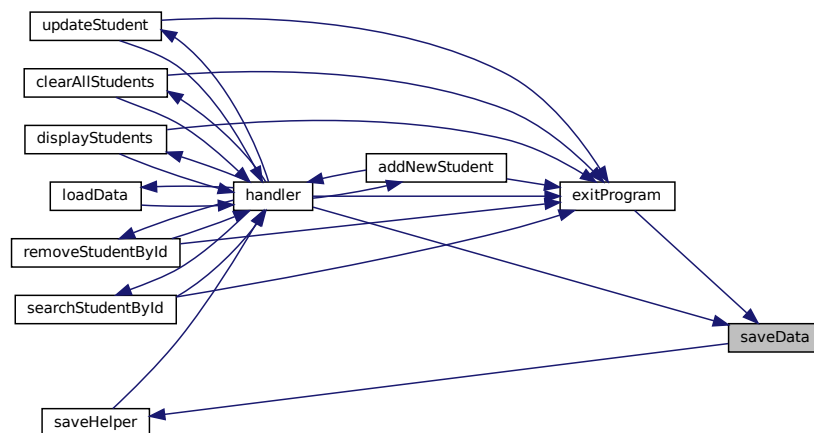 updateStudent
clearAllStudents
displayStudents
addNewStudent
loadData
handler
exitProgram
removeStudentById
searchStudentById
saveData
saveHelper